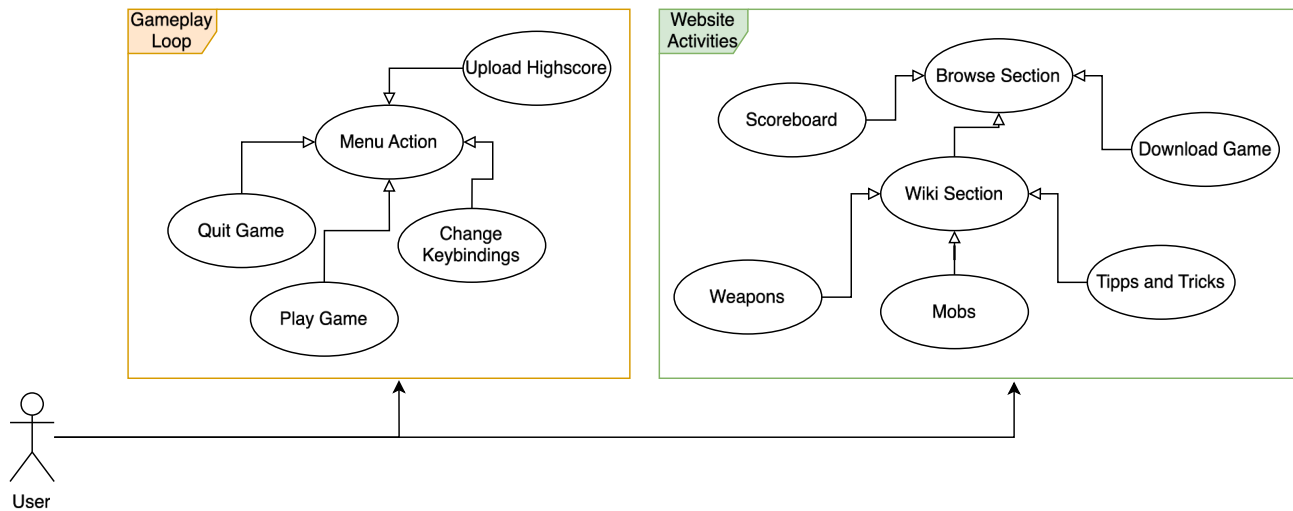 Gameplay
Loop
Upload Highscore
Menu Action
Quit Game
Change
Keybindings
Play Game
Website
Activities
Browse Section
Scoreboard
Download Game
Wiki Section
Weapons
Mobs
Tipps and Tricks
User